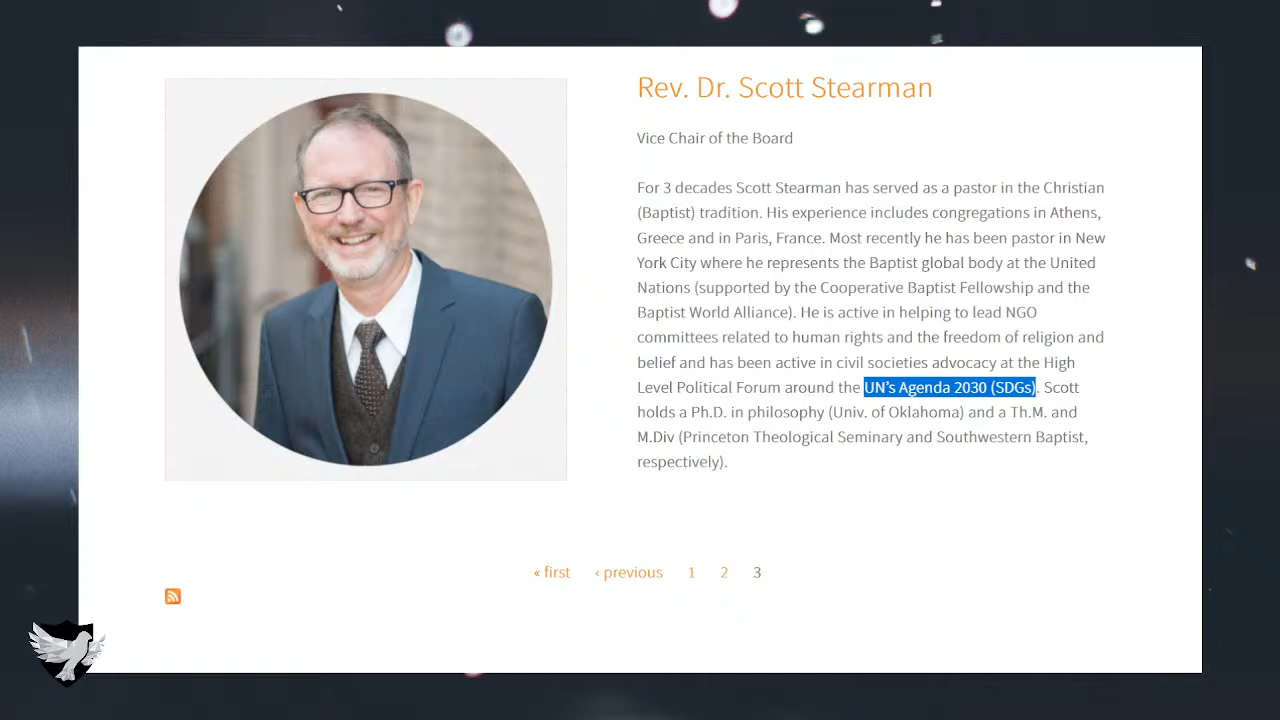 Rev. Dr. Scott Stearman
Vice Chair of the Board
For 3 decades Scott Stearman has served as a pastor in the Christian
(Baptist) tradition. His experience includes congregations in Athens,
Greece and in Paris, France. Most recently he has been pastor in New
York City where he represents the Baptist global body at the United
Nations (supported by the Cooperative Baptist Fellowship and the
Baptist World Alliance). He is active in helping to lead NGO
committees related to human rights and the freedom of religion and
belief and has been active in civil societies advocacy at the High
Level Political Forum around the UN's Agenda 2030 (SDGs). Scott
holds a Ph.D. in philosophy (Univ. of Oklahoma) and a Th.M. and
M.Div (Princeton Theological Seminary and Southwestern Baptist,
respectively).
« first ‹ previous 1 2 3